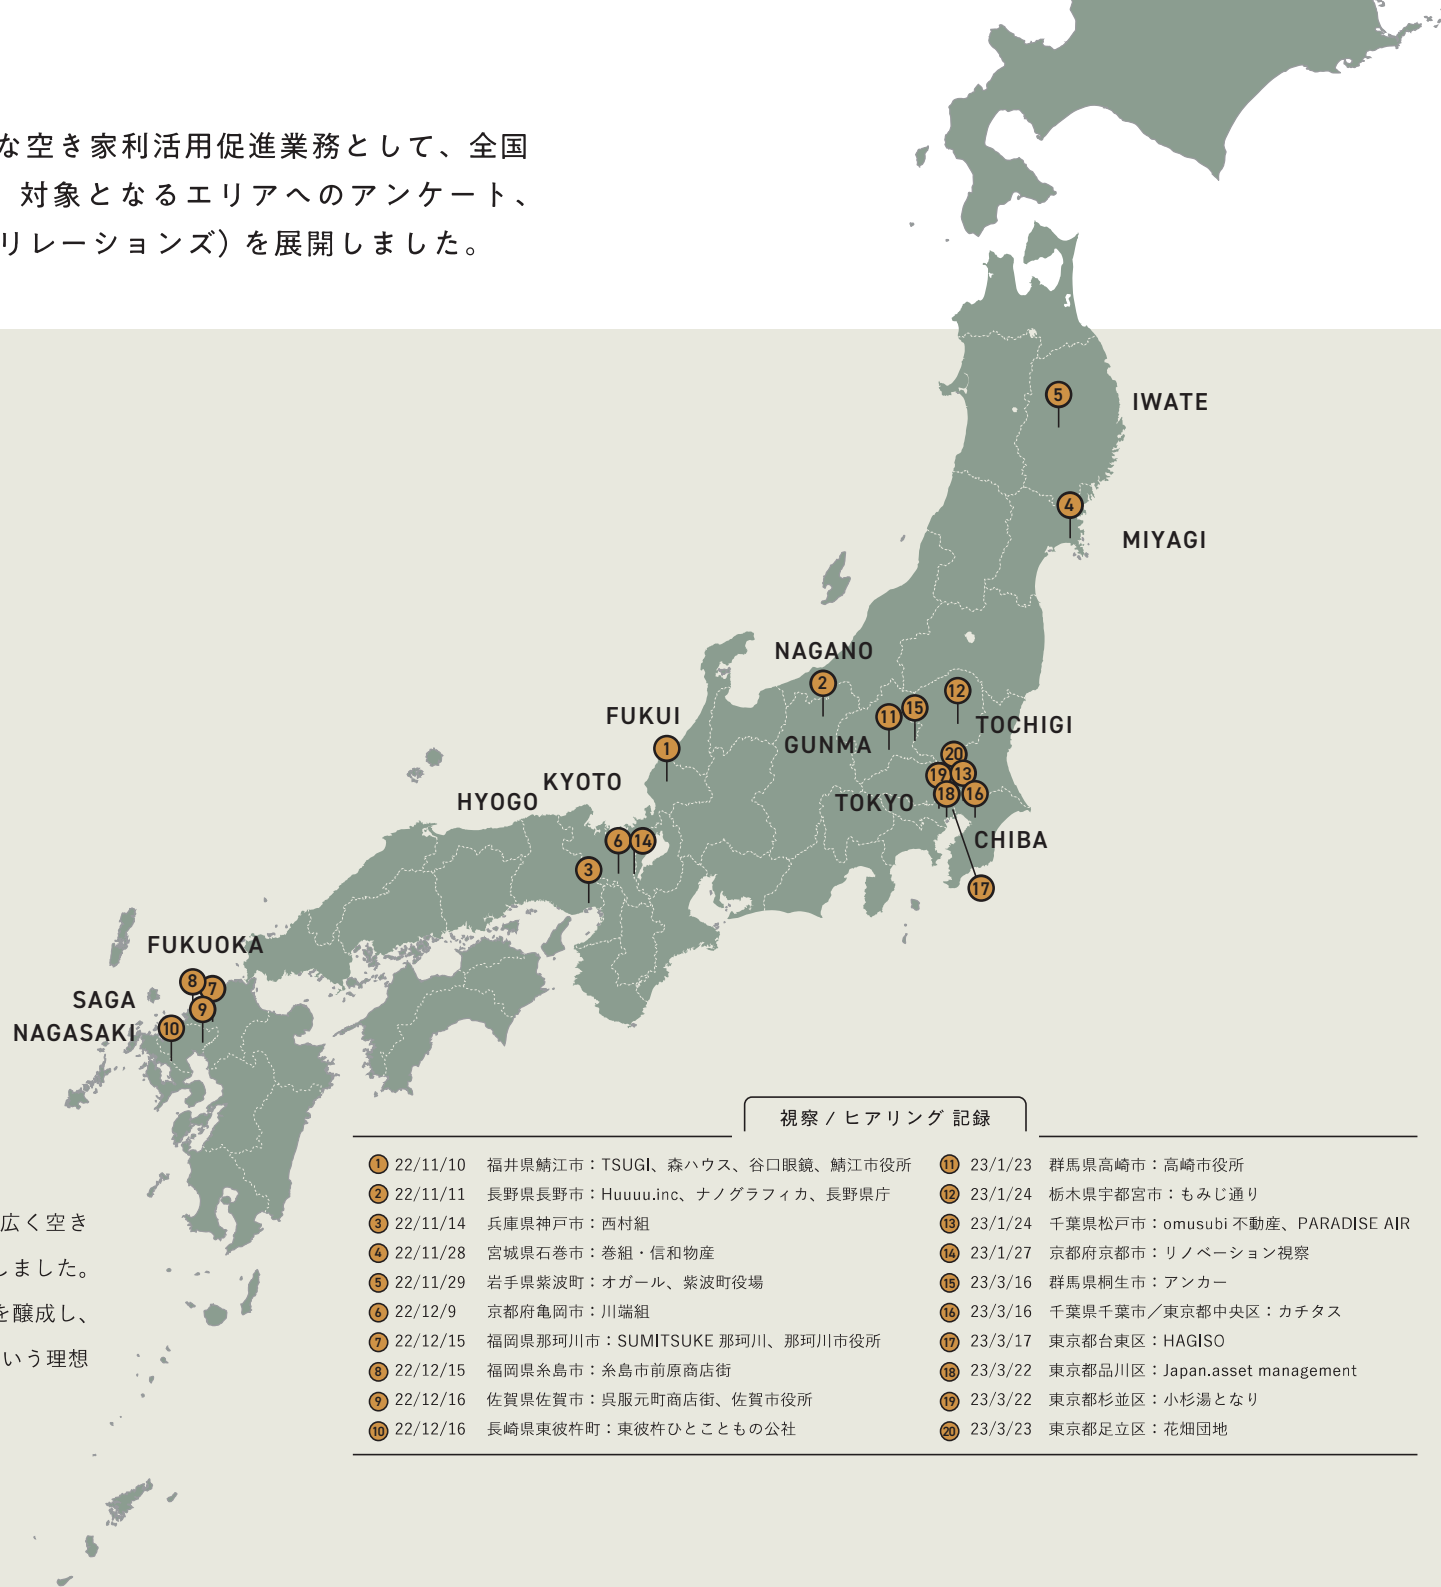 な空き家利活用促進業務として、全国
対象となるエリアへのアンケート、
リレーションズ）を展開しました。
5
IWATE
4
MIYAGI
NAGANO
2
12
15
11
FUKUI
TOCHIGI
GUNMA
1
20
KYOTO
19
13
HYOGO
TOKYO
18
16
CHIBA
6
14
3
17
FUKUOKA
8
7
SAGA
9
NAGASAKI
10
視察 / ヒアリング 記録
1 22/11/10 福井県鯖江市：TSUGI、森ハウス、谷口眼鏡、鯖江市役所
2 22/11/11 長野県長野市：Huuuu.inc、ナノグラフィカ、長野県庁
3 22/11/14 兵庫県神戸市：西村組
4 22/11/28 宮城県石巻市：巻組・信和物産
5 22/11/29 岩手県紫波町：オガール、紫波町役場
6 22/12/9 京都府亀岡市：川端組
7 22/12/15 福岡県那珂川市：SUMITSUKE 那珂川、那珂川市役所
8 22/12/15 福岡県糸島市：糸島市前原商店街
9 22/12/16 佐賀県佐賀市：呉服元町商店街、佐賀市役所
10 22/12/16 長崎県東彼杵町：東彼杵ひとこともの公社
11 23/1/23 群馬県高崎市：高崎市役所
12 23/1/24 栃木県宇都宮市：もみじ通り
13 23/1/24 千葉県松戸市：omusubi 不動産、PARADISE AIR
14 23/1/27 京都府京都市：リノベーション視察
15 23/3/16 群馬県桐生市：アンカー
16 23/3/16 千葉県千葉市／東京都中央区：カチタス
17 23/3/17 東京都台東区：HAGISO
18 23/3/22 東京都品川区：Japan.asset management
19 23/3/22 東京都杉並区：小杉湯となり
20 23/3/23 東京都足立区：花畑団地
広く空き
しました。
を醸成し、
いう理想